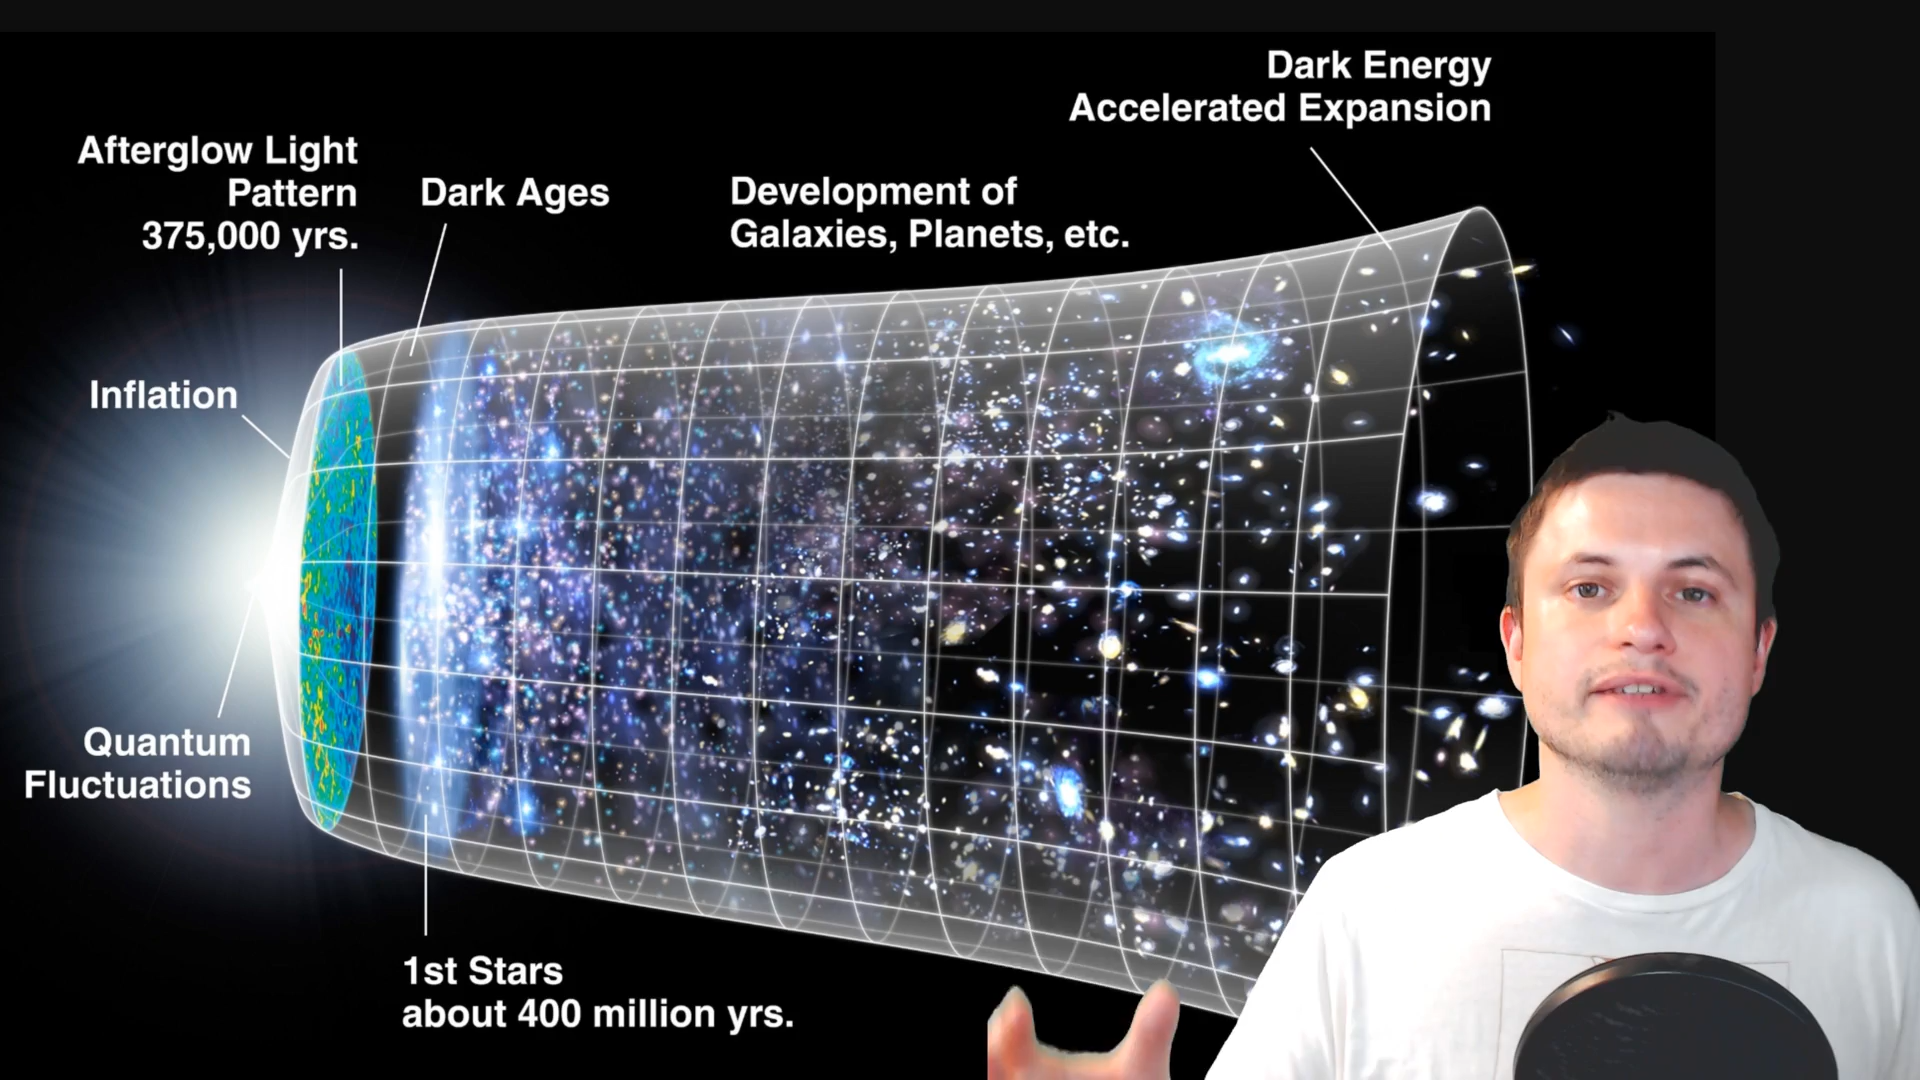 Dark Energy
Accelerated Expansion
Afterglow Light
Pattern
375,000 yrs.
Dark Ages
Development of
Galaxies, Planets, etc.
Inflation
Quantum
Fluctuations
1st Stars
about 400 million yrs.